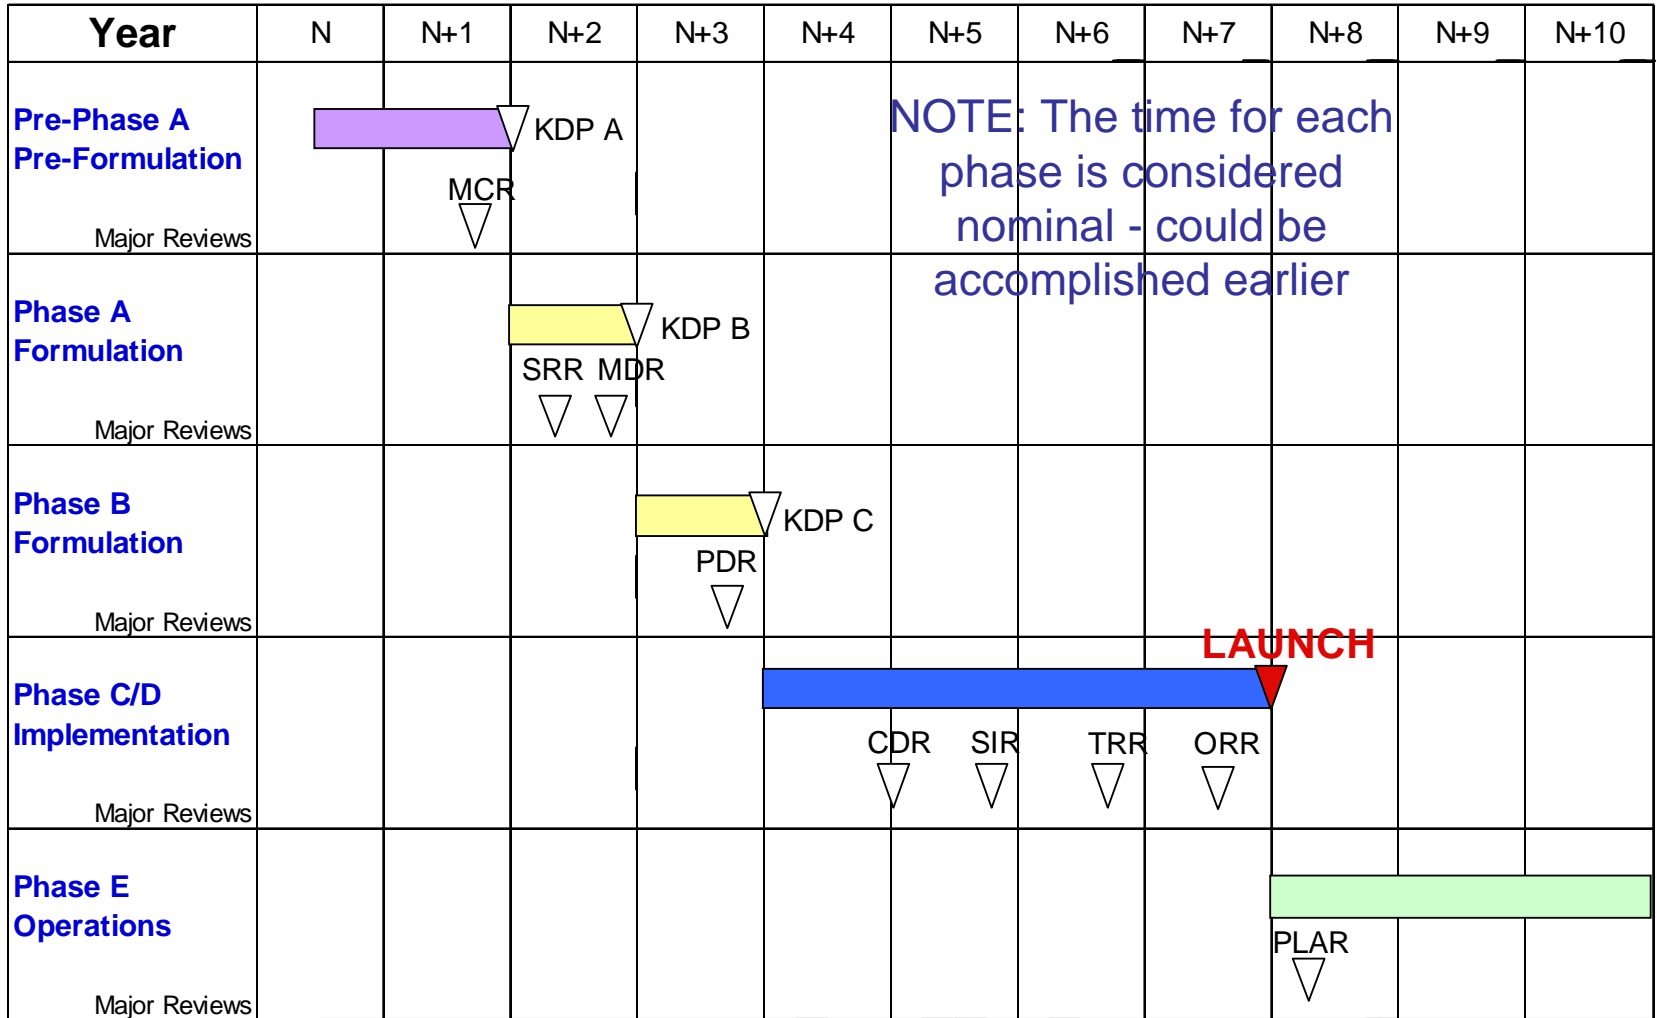 Year N N+1 N+2 N+3 N+4 N+5 N+6 N+7 N+8 N+9 N+10
Pre-Phase A
Pre-Formulation
KDP A
MCR
Major Reviews
NOTE: The time for each
phase is considered
nominal - could be
accomplished earlier
Phase A
Formulation
KDP B
SRR MDR
Major Reviews
Phase B
Formulation
KDP C
PDR
Major Reviews
LAUNCH
Phase C/D
Implementation
CDR SIR TRR ORR
Major Reviews
Phase E
Operations
PLAR
Major Reviews